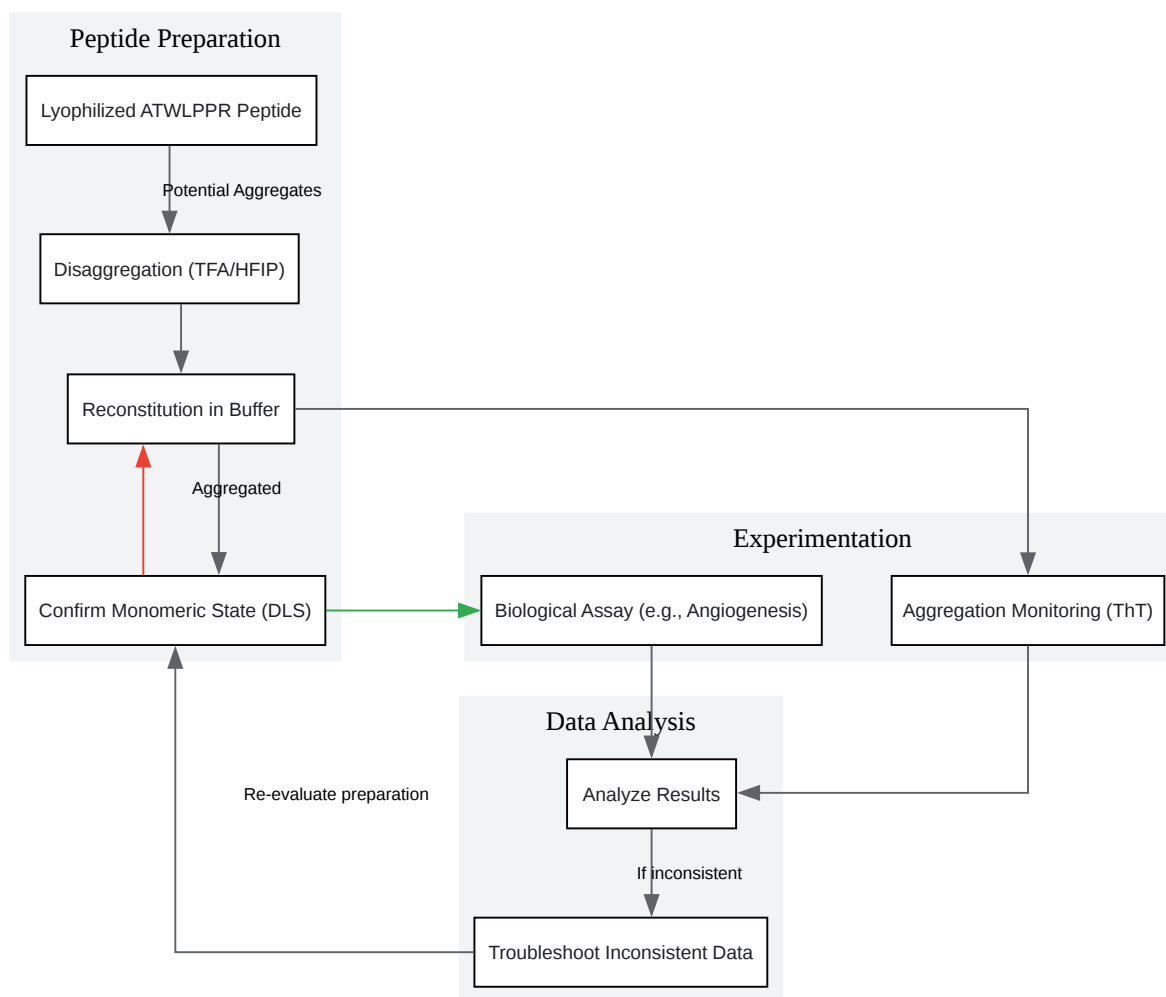 Peptide Preparation
Lyophilized ATWLPPR Peptide
Potential Aggregates
Disaggregation (TFA/HFIP)
Reconstitution in Buffer
Aggregated
Confirm Monomeric State (DLS)
Experimentation
Biological Assay (e.g., Angiogenesis)
Aggregation Monitoring (ThT)
Data Analysis
Analyze Results
Re-evaluate preparation
If inconsistent
Troubleshoot Inconsistent Data